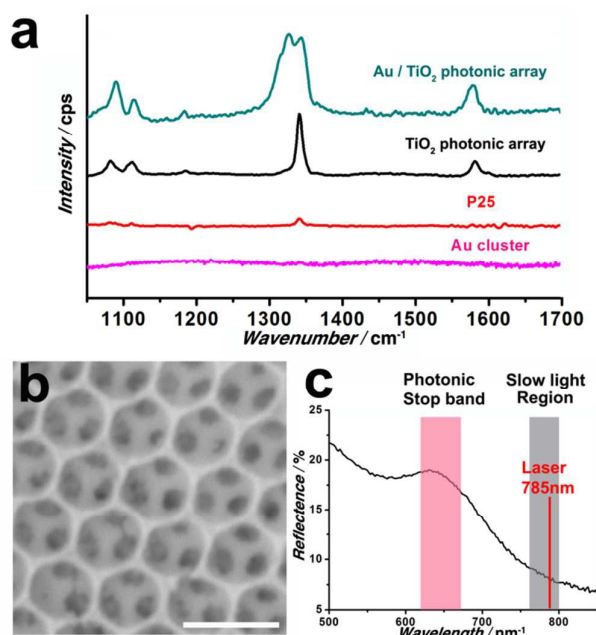 a
Au / TiO₂ photonic array
TiO₂ photonic array
P25
Au cluster
Intensity / cps
1100 1200 1300 1400 1500 1600 1700
Wavenumber / cm⁻¹
b
c
Photonic Stop band
Slow light Region
Laser 785nm
Reflectence / %
25
20
15
10
5
500 600 700 800
Wavelength / nm⁻¹